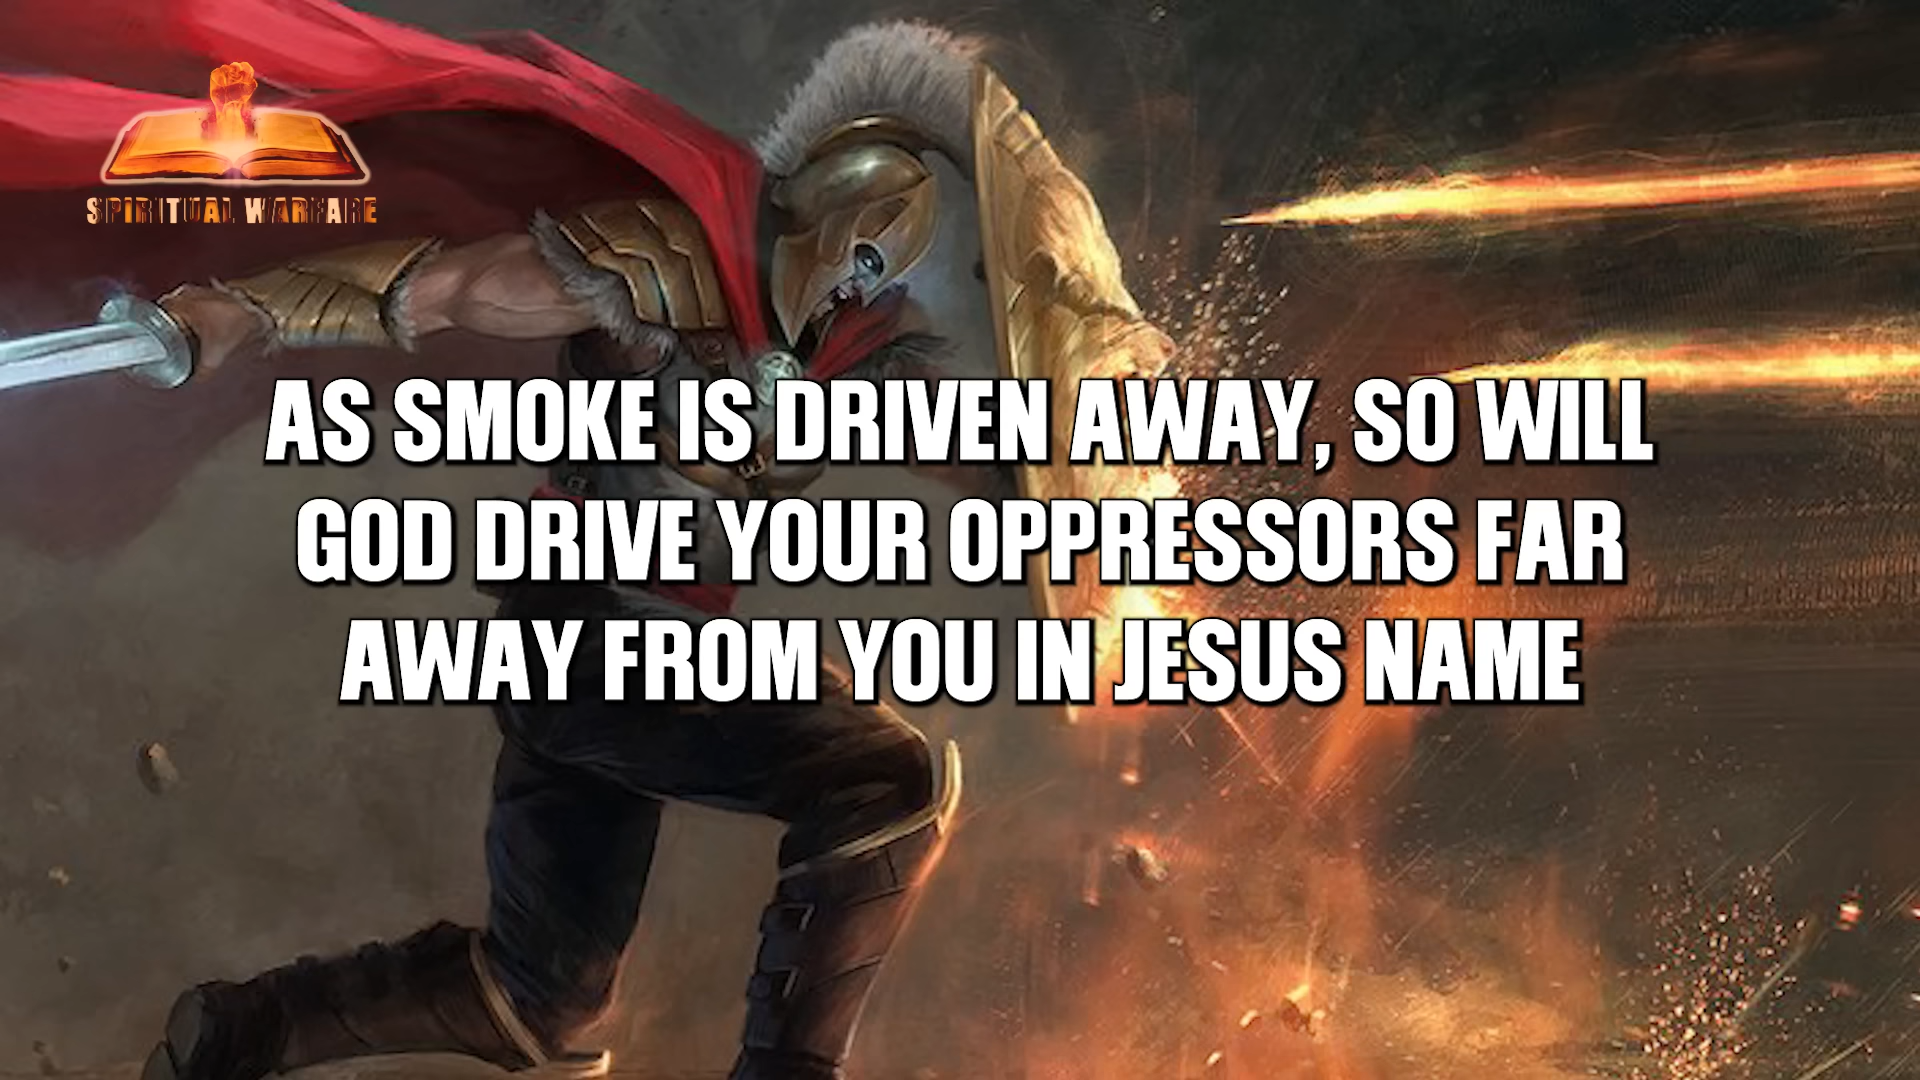 SPIRITUAL WARFARE
AS SMOKE IS DRIVEN AWAY, SO WILL
GOD DRIVE YOUR OPPRESSORS FAR
AWAY FROM YOU IN JESUS NAME